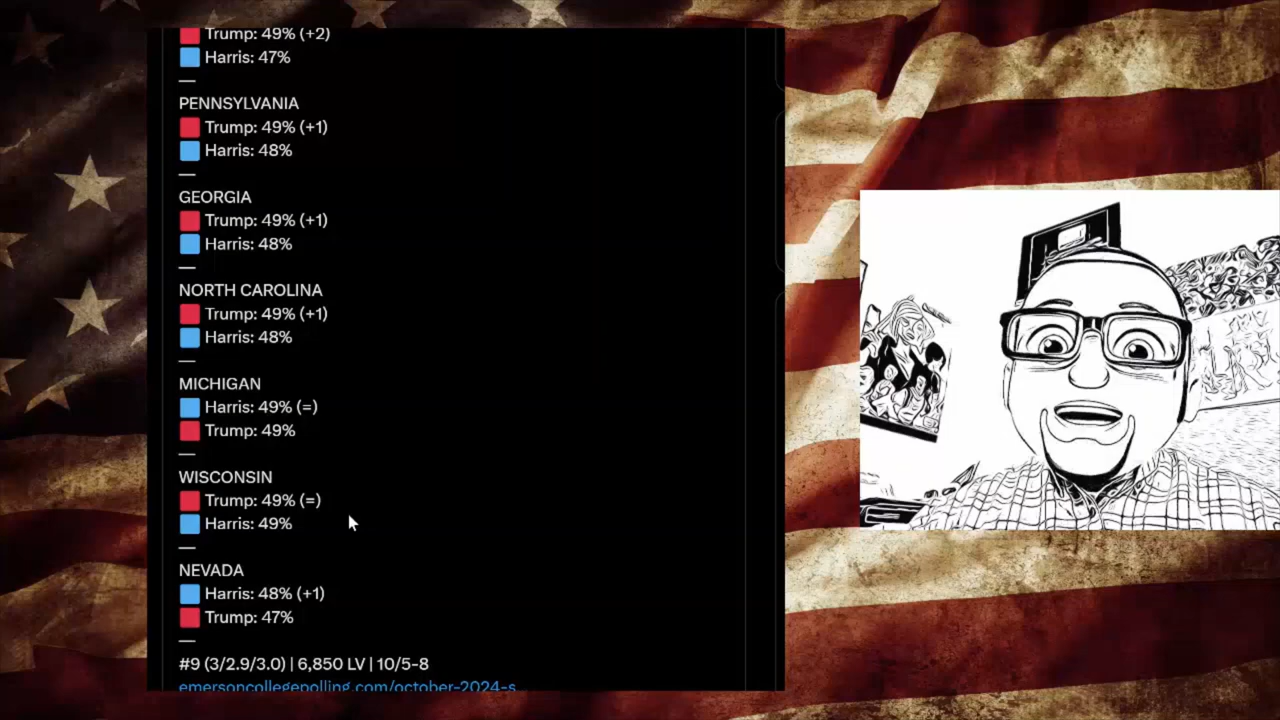 Trump: 49% (+2)
Harris: 47%
—
PENNSYLVANIA
Trump: 49% (+1)
Harris: 48%
—
GEORGIA
Trump: 49% (+1)
Harris: 48%
—
NORTH CAROLINA
Trump: 49% (+1)
Harris: 48%
—
MICHIGAN
Harris: 49% (=)
Trump: 49%
—
WISCONSIN
Trump: 49% (=)
Harris: 49%
—
NEVADA
Harris: 48% (+1)
Trump: 47%
—
#9 (3/2.9/3.0) | 6,850 LV | 10/5-8
emersoncollegepolling.com/october-2024-s